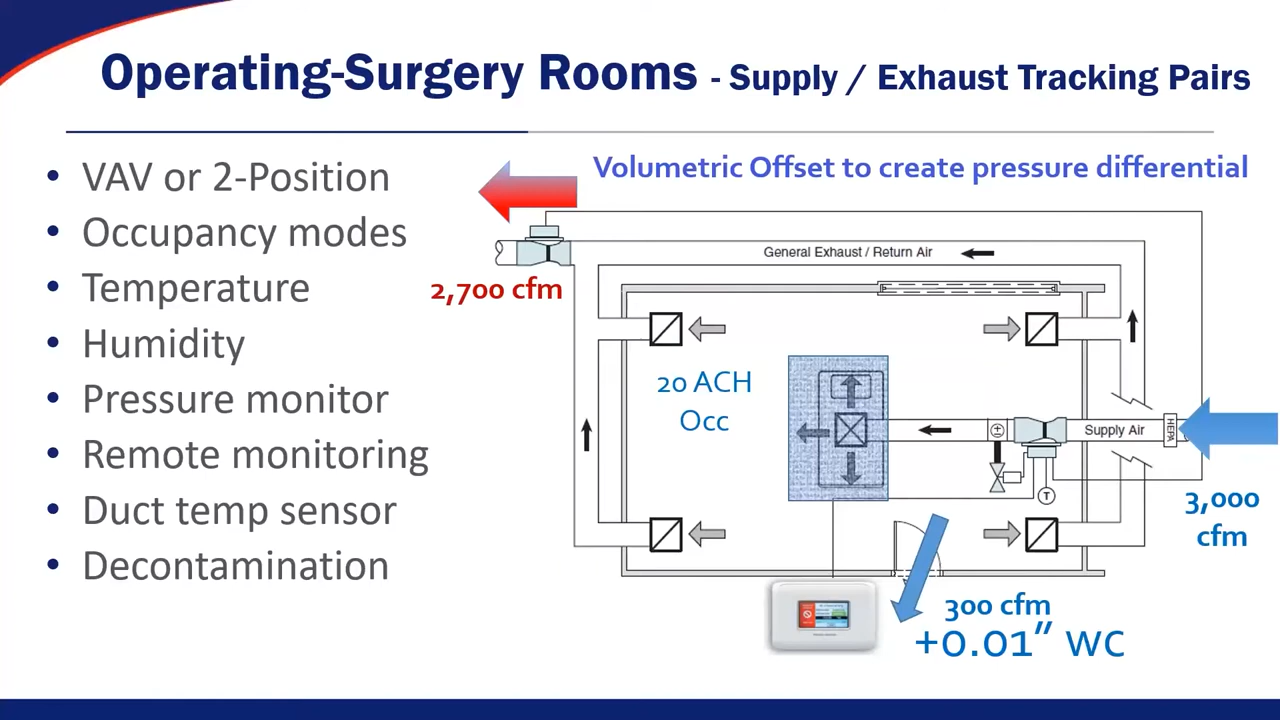 Operating-Surgery Rooms - Supply / Exhaust Tracking Pairs
• VAV or 2-Position
• Occupancy modes
• Temperature
• Humidity
• Pressure monitor
• Remote monitoring
• Duct temp sensor
• Decontamination
Volumetric Offset to create pressure differential
General Exhaust / Return Air
2,700 cfm
20 ACH
Occ
Supply Air
HEPA
T
3,000
cfm
300 cfm
+0.01” WC